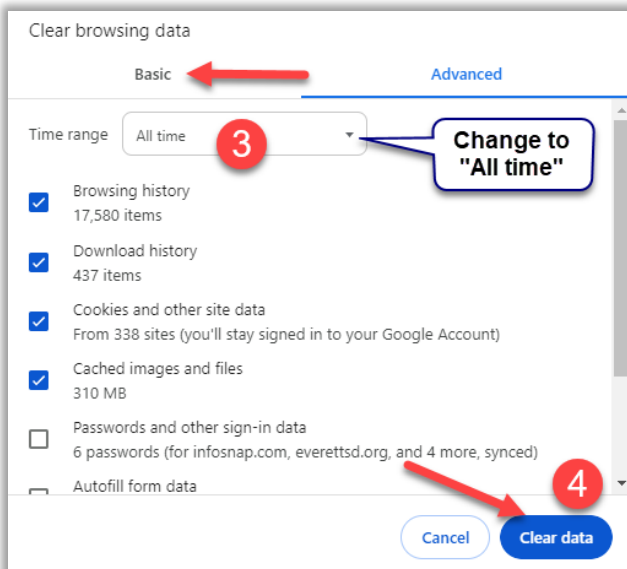 Clear browsing data
Basic
Advanced
Time range
All time
3
Change to
"All time"
Browsing history
17,580 items
Download history
437 items
Cookies and other site data
From 338 sites (you'll stay signed in to your Google Account)
Cached images and files
310 MB
Passwords and other sign-in data
6 passwords (for infosnap.com, everettsd.org, and 4 more, synced)
Autofill form data
4
Cancel
Clear data